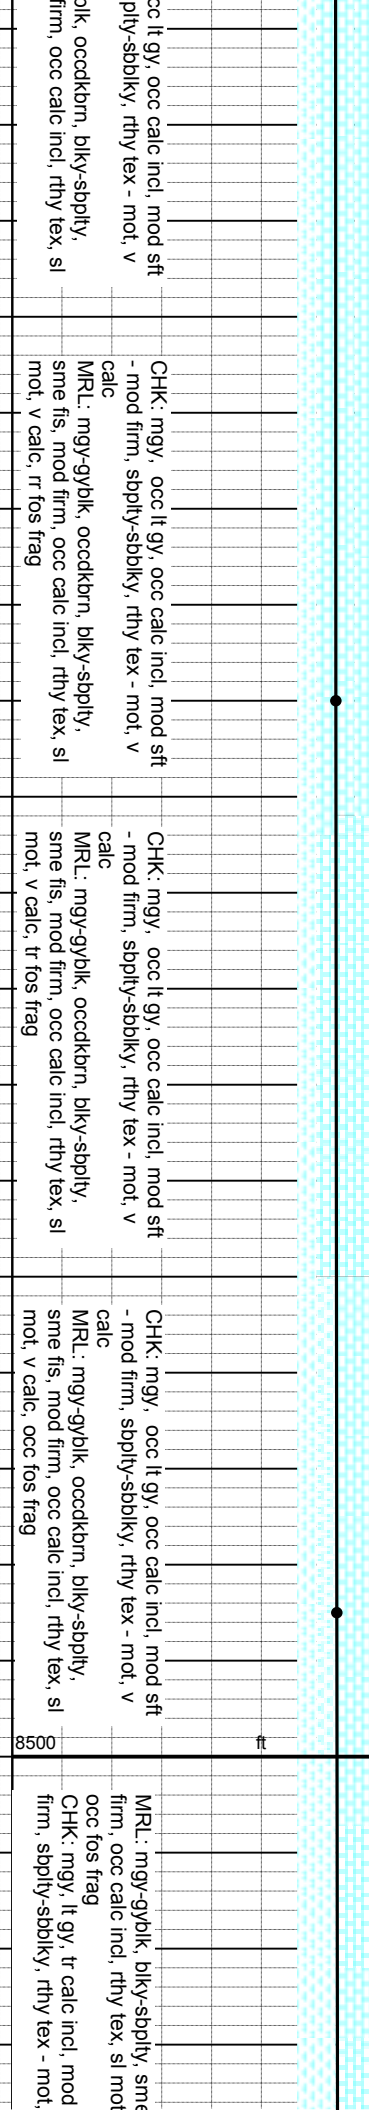 cc lt gy, occ calc incl, mod sft
plty-sbblky, rthy tex - mot, v
blk, occdkbrn, blky-sbplty,
firm, occ calc incl, rthy tex, sl
CHK: mgy, occ lt gy, occ calc incl, mod sft
- mod firm, sbplty-sbblky, rthy tex - mot, v
calc
MRL: mgy-gyblk, occdkbrn, blky-sbplty,
sme fis, mod firm, occ calc incl, rthy tex, sl
mot, v calc, rr fos frag
CHK: mgy, occ lt gy, occ calc incl, mod sft
- mod firm, sbplty-sbblky, rthy tex - mot, v
calc
MRL: mgy-gyblk, occdkbrn, blky-sbplty,
sme fis, mod firm, occ calc incl, rthy tex, sl
mot, v calc, tr fos frag
CHK: mgy, occ lt gy, occ calc incl, mod sft
- mod firm, sbplty-sbblky, rthy tex - mot, v
calc
MRL: mgy-gyblk, occdkbrn, blky-sbplty,
sme fis, mod firm, occ calc incl, rthy tex, sl
mot, v calc, occ fos frag
8500 ft
MRL: mgy-gyblk, blky-sbplty, sme
firm, occ calc incl, rthy tex, sl mot
occ fos frag
CHK: mgy, lt gy, tr calc incl, mod
firm, sbplty-sbblky, rthy tex - mot,